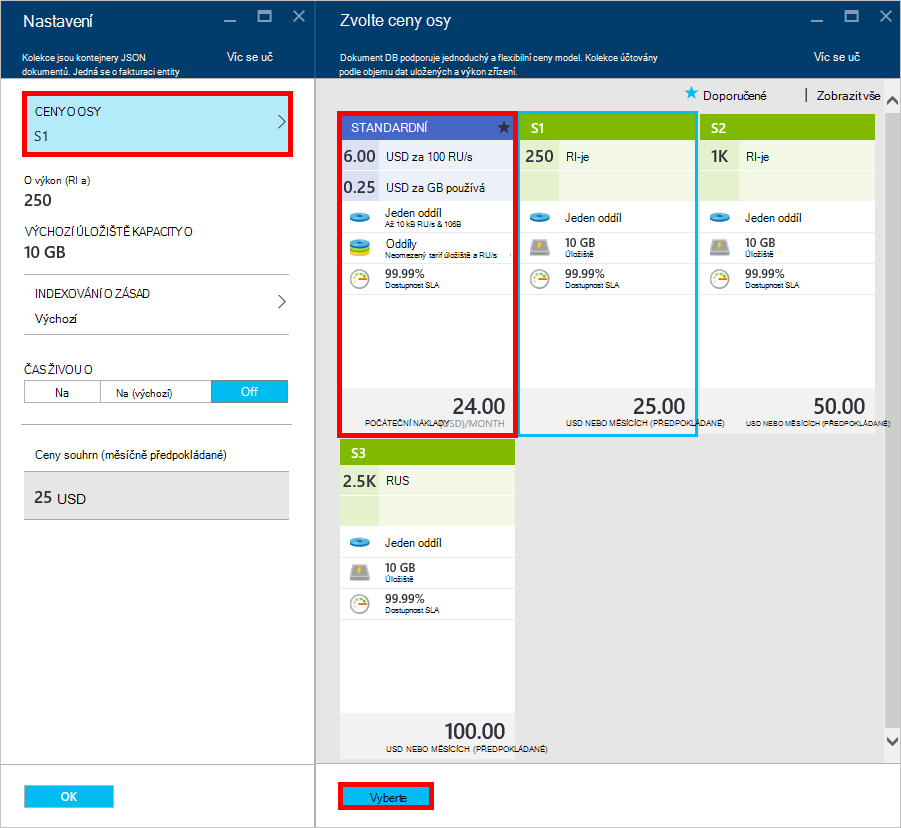 Nastavení
Kolekce jsou kontejnery JSON
dokumentů. Jedná se o fakturaci entity
Víc se uč
CENY O OSY
S1
O výkon (RI a)
250
VÝCHOZÍ ÚLOŽIŠTĚ KAPACITY O
10 GB
INDEXOVÁNÍ O ZÁSAD
Výchozí
ČAS ŽIVOU O
Na
Na (výchozí)
Off
Ceny souhrn (měsíčně předpokládané)
25 USD
OK
Zvolte ceny osy
Dokument DB podporuje jednoduchý a flexibilní ceny model. Kolekce účtovány
podle objemu dat uložených a výkon zřízení.
Víc se uč
Doporučené | Zobrazit vše
STANDARDNÍ
6.00 USD za 100 RU/s
0.25 USD za GB používá
Jeden oddíl
Až 10 kB RU/s & 106B
Oddíly
Neomezený tarif úložiště a RU/s
99.99%
Dostupnost SLA
24.00
POČÁTEČNÍ NÁKLADY
(USD)/MONTH
S1
250 RI-je
Jeden oddíl
10 GB
Úložiště
99.99%
Dostupnost SLA
25.00
USD NEBO MĚSÍCÍCH (PŘEDPOKLÁDANÉ)
S2
1K RI-je
Jeden oddíl
10 GB
Úložiště
99.99%
Dostupnost SLA
50.00
USD NEBO MĚSÍCÍCH (PŘEDPOKLÁDANÉ)
S3
2.5K RUS
Jeden oddíl
10 GB
Úložiště
99.99%
Dostupnost SLA
100.00
USD NEBO MĚSÍCÍCH (PŘEDPOKLÁDANÉ)
Vyberte